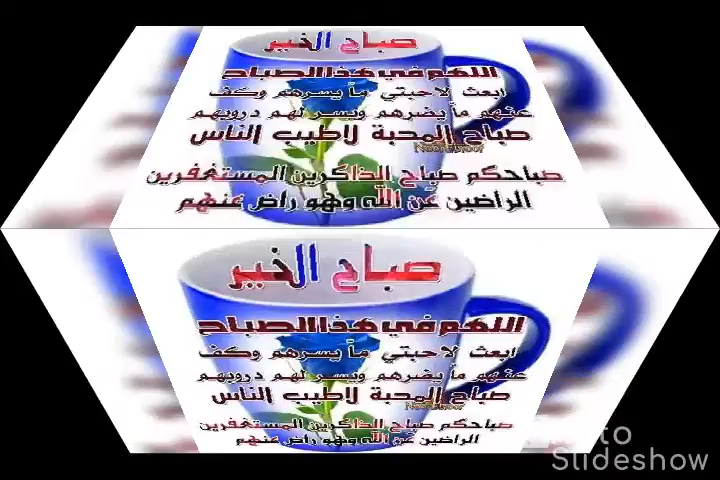 صباح الخير
اللهم في هذا الصباح
ابعث لاحبتي ما يسرهم وكف
عنهم ما يضرهم ويسر لهم دروبهم
صباح المحبة لاطيب الناس
صباحكم صباح الذاكرين المستغفرين
الراضين عن الله وهو راض عنهم
صباح الخير
اللهم في هذا الصباح
ابعث لاحبتي ما يسرهم وكف
عنهم ما يضرهم ويسر لهم دروبهم
صباح المحبة لاطيب الناس
صباحكم صباح الذاكرين المستغفرين
الراضين عن الله وهو راض عنهم
to
Slideshow